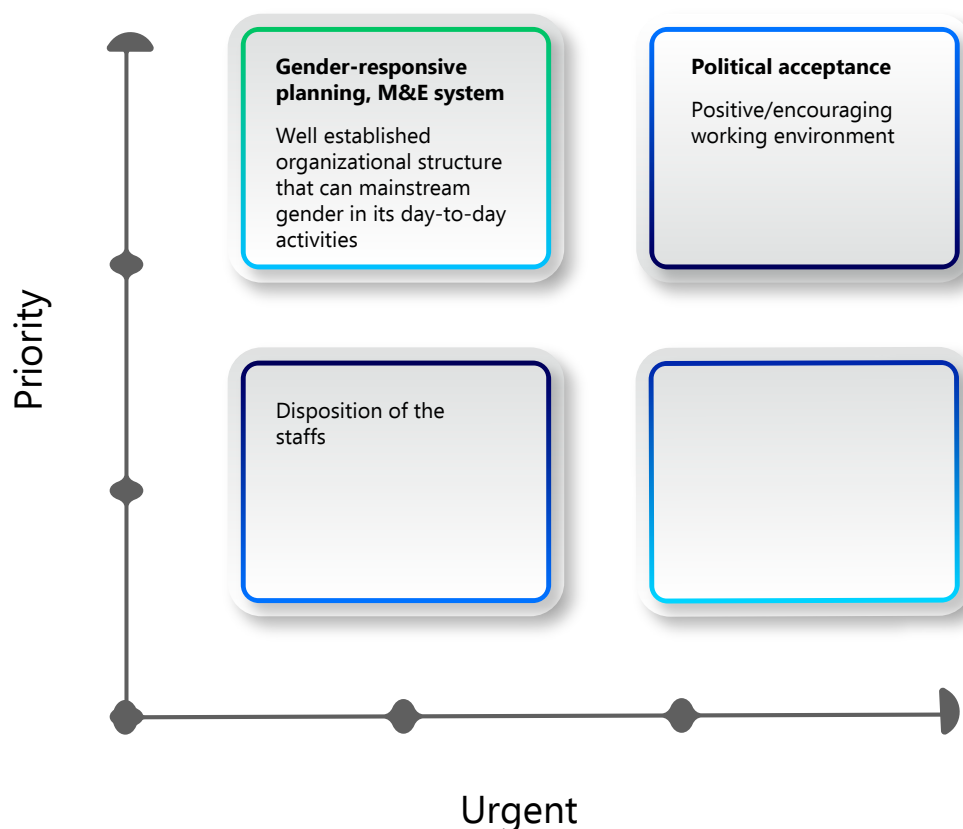 Gender-responsive
planning, M&E system
Well established
organizational structure
that can mainstream
gender in its day-to-day
activities
Political acceptance
Positive/encouraging
working environment
Priority
Disposition of the
staffs
Urgent